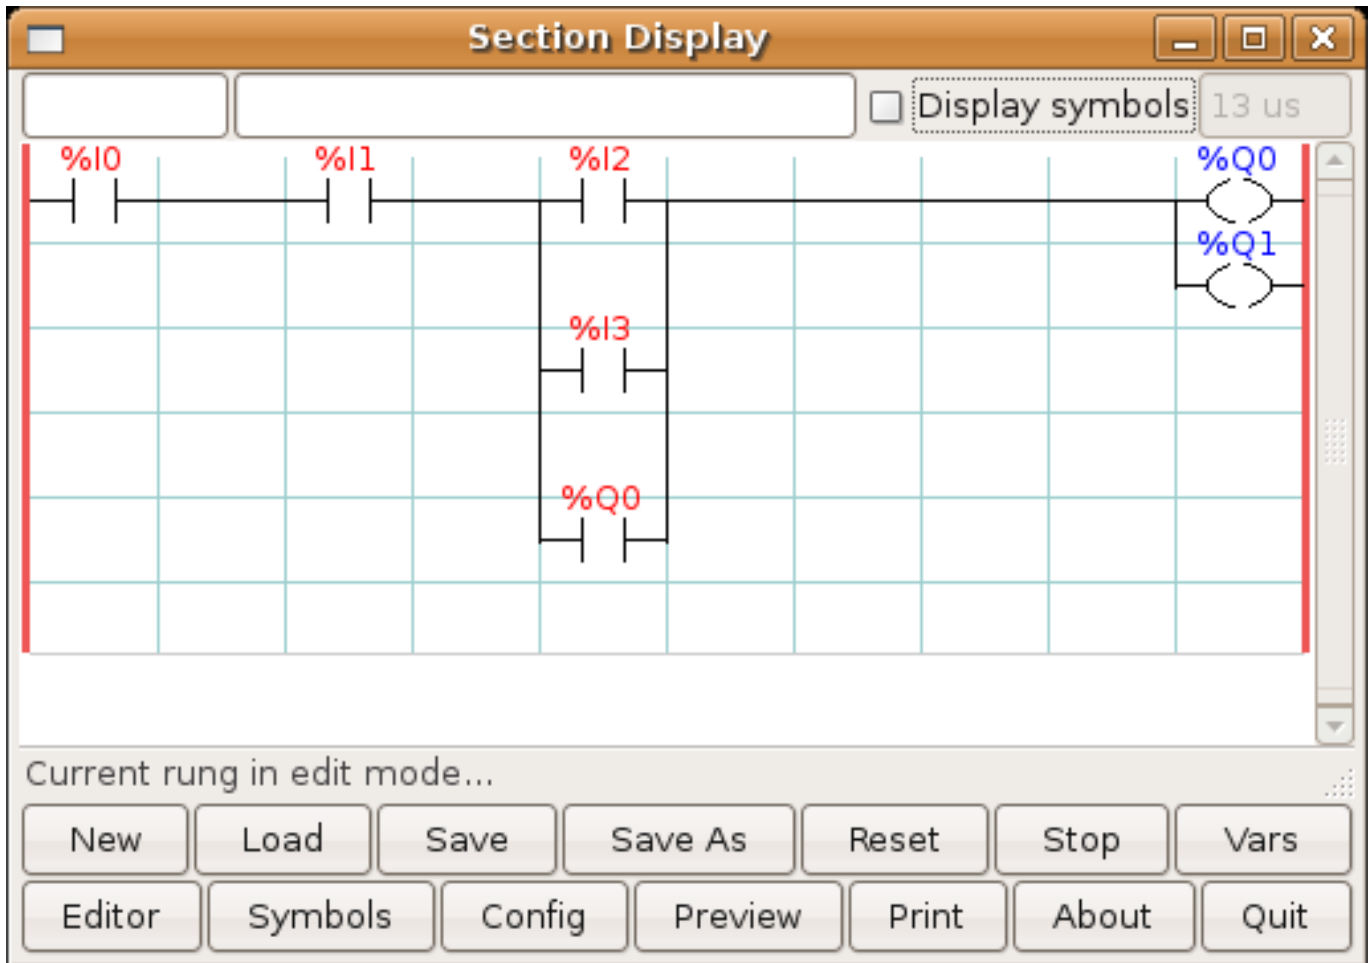 Section Display
Display symbols 13 us
%I0 %I1 %I2 %Q0
%Q1
%I3
%Q0
Current rung in edit mode...
New Load Save Save As Reset Stop Vars
Editor Symbols Config Preview Print About Quit